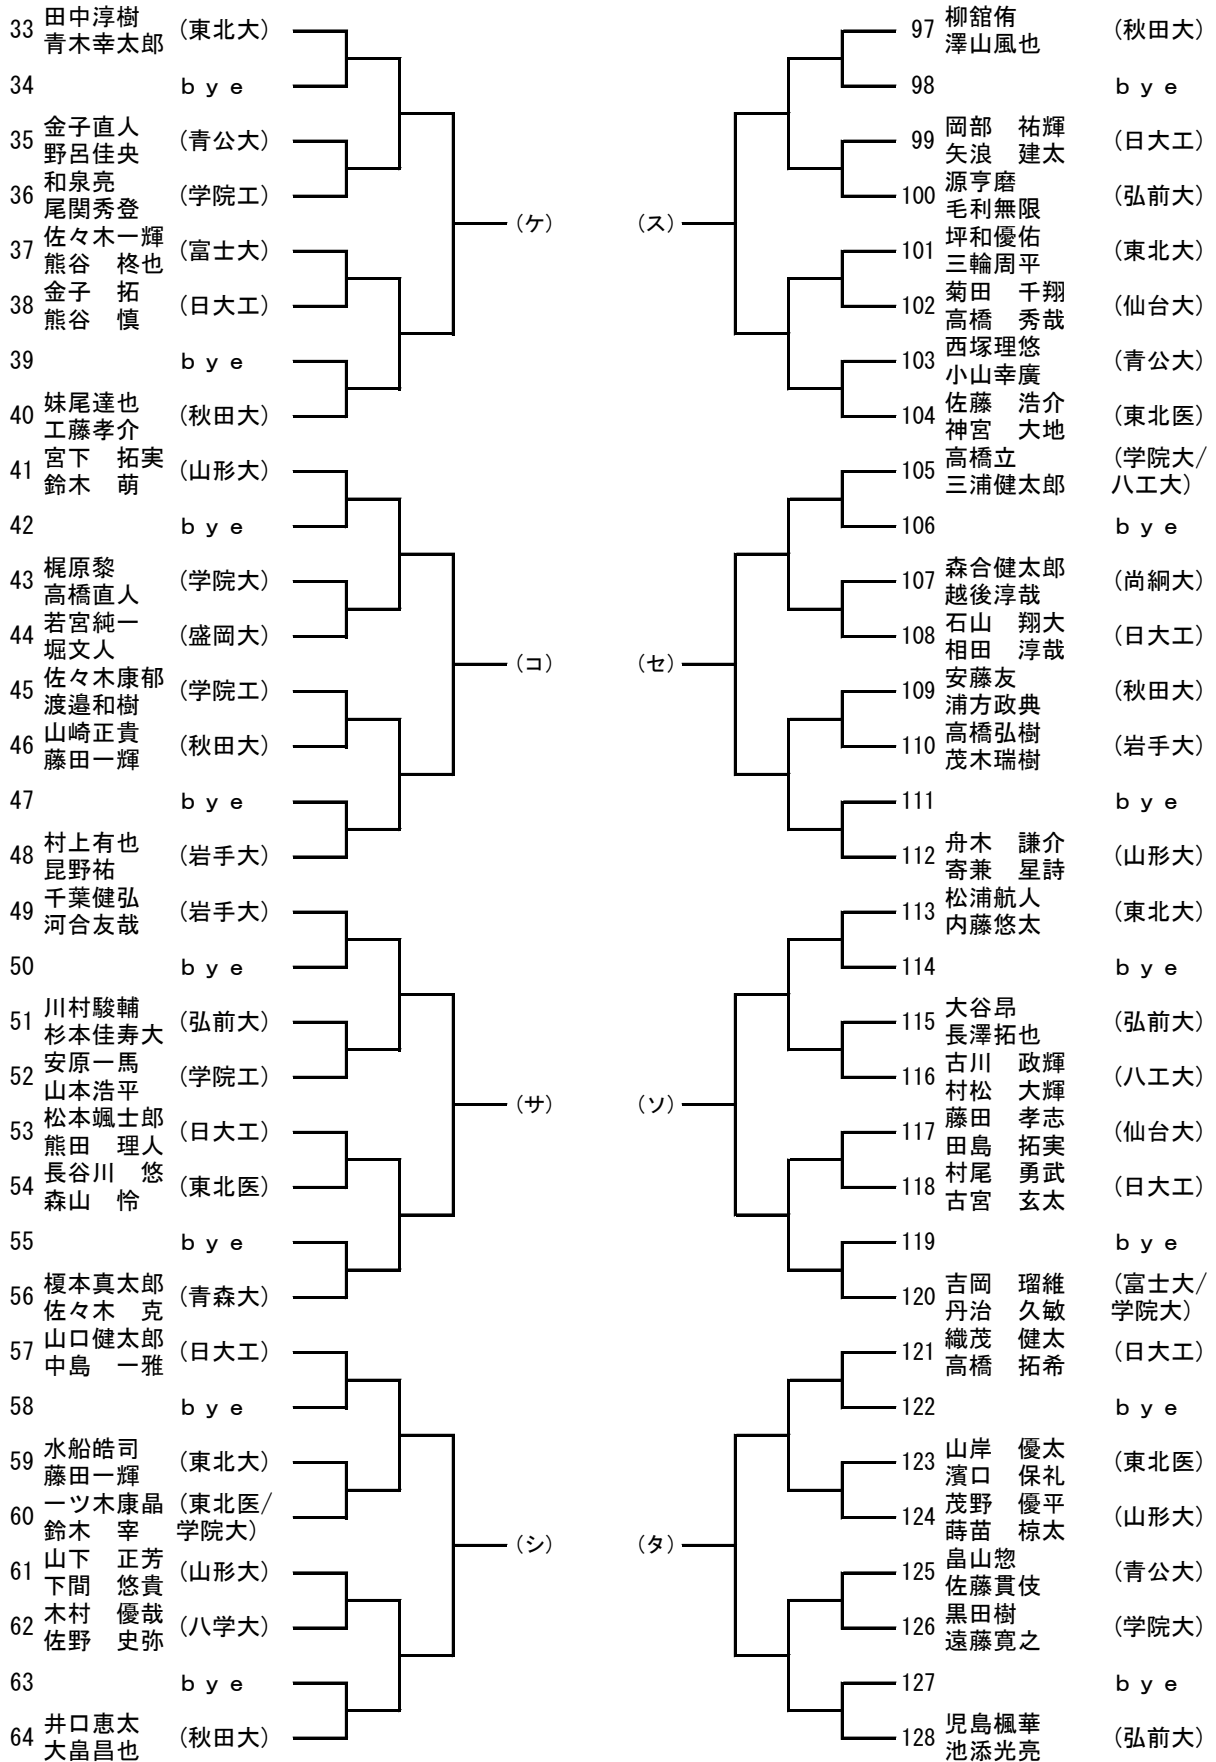 33 田中淳樹 (東北大)
青木幸太郎
34 bye
35 金子直人 (青公大)
野呂佳央
36 和泉亮 (学院工)
尾関秀登
(ケ)
37 佐々木一輝 (富士大)
熊谷 柊也
38 金子 拓 (日大工)
熊谷 慎
39 bye
40 妹尾達也 (秋田大)
工藤孝介
41 宮下 拓実 (山形大)
鈴木 萌
42 bye
43 梶原黎 (学院大)
高橋直人
44 若宮純一 (盛岡大)
堀文人
(コ)
45 佐々木康郁 (学院工)
渡邉和樹
46 山崎正貴 (秋田大)
藤田一輝
47 bye
48 村上有也 (岩手大)
昆野祐
49 千葉健弘 (岩手大)
河合友哉
50 bye
51 川村駿輔 (弘前大)
杉本佳寿大
52 安原一馬 (学院工)
山本浩平
(サ)
53 松本颯士郎 (日大工)
熊田 理人
54 長谷川 悠 (東北医)
森山 怜
55 bye
56 榎本真太郎 (青森大)
佐々木 克
57 山口健太郎 (日大工)
中島 一雅
58 bye
59 水船皓司 (東北大)
藤田一輝
60 一ツ木康晶 (東北医/
鈴木 宰 学院大)
(シ)
61 山下 正芳 (山形大)
下間 悠貴
62 木村 優哉 (八学大)
佐野 史弥
63 bye
64 井口恵太 (秋田大)
大畠昌也
97 柳舘侑 (秋田大)
澤山風也
98 bye
99 岡部 祐輝 (日大工)
矢浪 建太
100 源亨磨 (弘前大)
毛利無限
(ス)
101 坪和優佑 (東北大)
三輪周平
102 菊田 千翔 (仙台大)
高橋 秀哉
103 西塚理悠 (青公大)
小山幸廣
104 佐藤 浩介 (東北医)
神宮 大地
105 高橋立 (学院大/
三浦健太郎 八工大)
106 bye
107 森合健太郎 (尚絅大)
越後淳哉
108 石山 翔大 (日大工)
相田 淳哉
(セ)
109 安藤友 (秋田大)
浦方政典
110 高橋弘樹 (岩手大)
茂木瑞樹
111 bye
112 舟木 謙介 (山形大)
寄兼 星詩
113 松浦航人 (東北大)
内藤悠太
114 bye
115 大谷昂 (弘前大)
長澤拓也
116 古川 政輝 (八工大)
村松 大輝
(ソ)
117 藤田 孝志 (仙台大)
田島 拓実
118 村尾 勇武 (日大工)
古宮 玄太
119 bye
120 吉岡 瑠維 (富士大/
丹治 久敏 学院大)
121 織茂 健太 (日大工)
高橋 拓希
122 bye
123 山岸 優太 (東北医)
濱口 保礼
124 茂野 優平 (山形大)
蒔苗 椋太
(タ)
125 畠山惣 (青公大)
佐藤貫伎
126 黒田樹 (学院大)
遠藤寛之
127 bye
128 児島楓華 (弘前大)
池添光亮